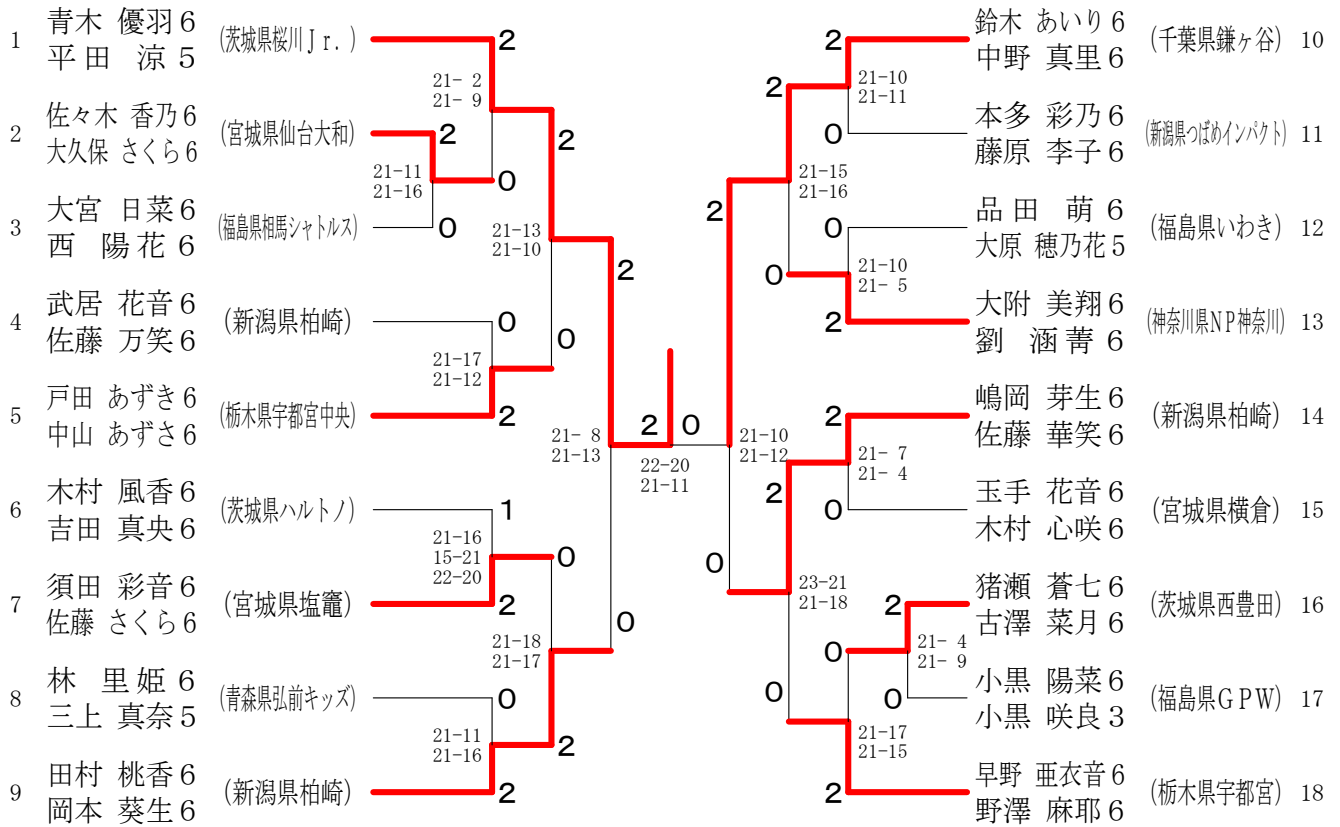 1 青木 優羽 6 (茨城県桜川Jr.)
平田 涼 5
2 佐々木 香乃 6 (宮城県仙台大和)
大久保 さくら 6
3 大宮 日菜 6 (福島県相馬シャトルス)
西 陽花 6
4 武居 花音 6 (新潟県柏崎)
佐藤 万笑 6
5 戸田 あずき 6 (栃木県宇都宮中央)
中山 あずさ 6
6 木村 風香 6 (茨城県ハルトノ)
吉田 真央 6
7 須田 彩音 6 (宮城県塩竈)
佐藤 さくら 6
8 林 里姫 6 (青森県弘前キッズ)
三上 真奈 5
9 田村 桃香 6 (新潟県柏崎)
岡本 葵生 6
2
21- 2
21- 9
2
21-11
21-16
0
0
2
21-13
21-10
0
0
21-17
21-12
2
2
21- 8
21-13
0
1
21-16
15-21
22-20
2
0
21-18
21-17
2
0
21-11
21-16
2
2 0
22-20
21-11
2
21-10
21-12
0
2
21-15
21-16
0
2
21-10
21-11
0
0
21-10
21- 5
2
2
23-21
21-18
0
2
21- 7
21- 4
0
0
21-17
21-15
2
2
21- 4
21- 9
0
鈴木 あいり 6 (千葉県鎌ヶ谷) 10
中野 真里 6
本多 彩乃 6 (新潟県つばめインパクト) 11
藤原 李子 6
品田 萌 6 (福島県いわき) 12
大原 穂乃花 5
大附 美翔 6 (神奈川県NP神奈川) 13
劉 涵菁 6
嶋岡 芽生 6 (新潟県柏崎) 14
佐藤 華笑 6
玉手 花音 6 (宮城県横倉) 15
木村 心咲 6
猪瀬 蒼七 6 (茨城県西豊田) 16
古澤 菜月 6
小黒 陽菜 6 (福島県GPW) 17
小黒 咲良 3
早野 亜衣音 6 (栃木県宇都宮) 18
野澤 麻耶 6